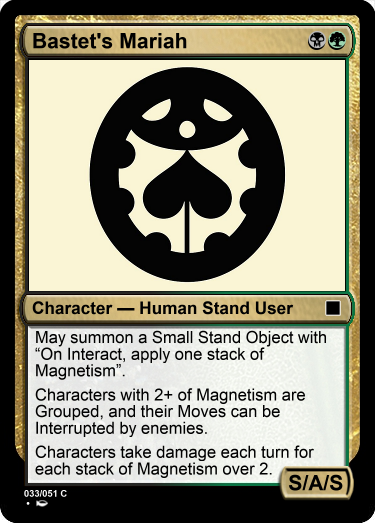 Bastet's Mariah
Character — Human Stand User
May summon a Small Stand Object with
“On Interact, apply one stack of
Magnetism”.
Characters with 2+ of Magnetism are
Grouped, and their Moves can be
Interrupted by enemies.
Characters take damage each turn for
each stack of Magnetism over 2.
S/A/S
033/051 C